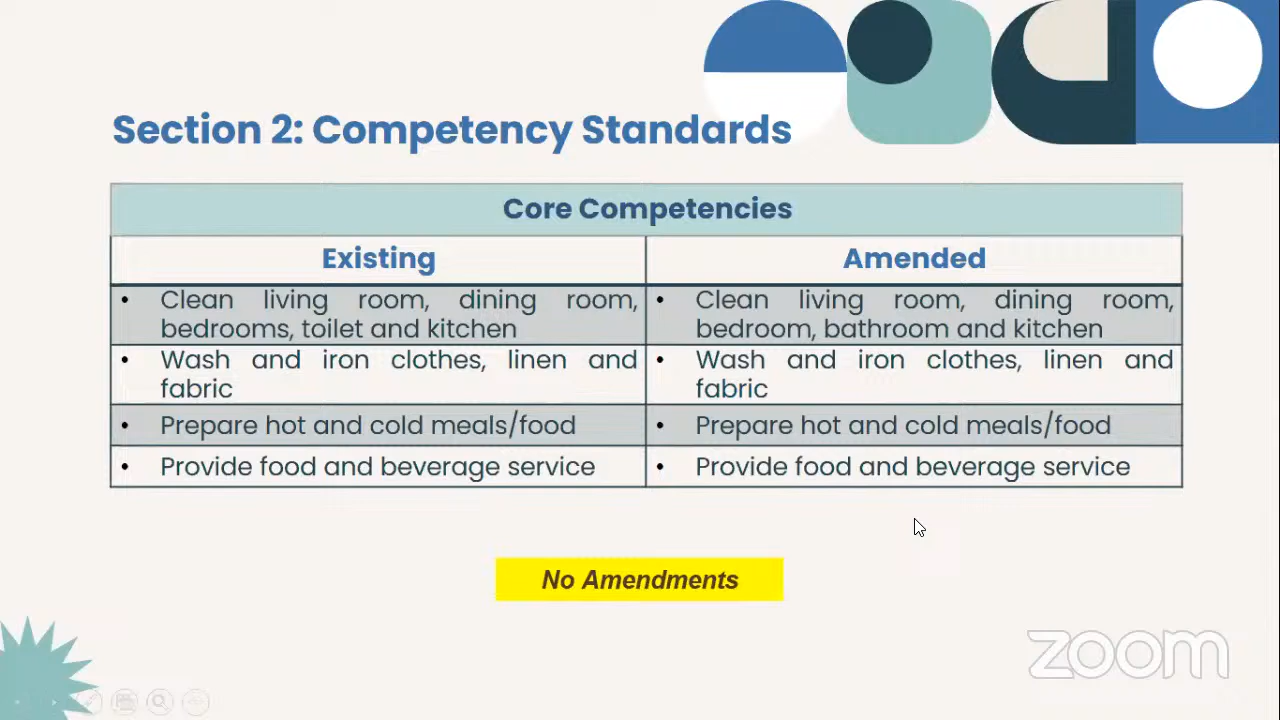 Section 2: Competency Standards
Core Competencies
Existing
Amended
• Clean living room, dining room,
bedrooms, toilet and kitchen
• Clean living room, dining room,
bedroom, bathroom and kitchen
• Wash and iron clothes, linen and
fabric
• Wash and iron clothes, linen and
fabric
• Prepare hot and cold meals/food
• Prepare hot and cold meals/food
• Provide food and beverage service
• Provide food and beverage service
No Amendments
zoom